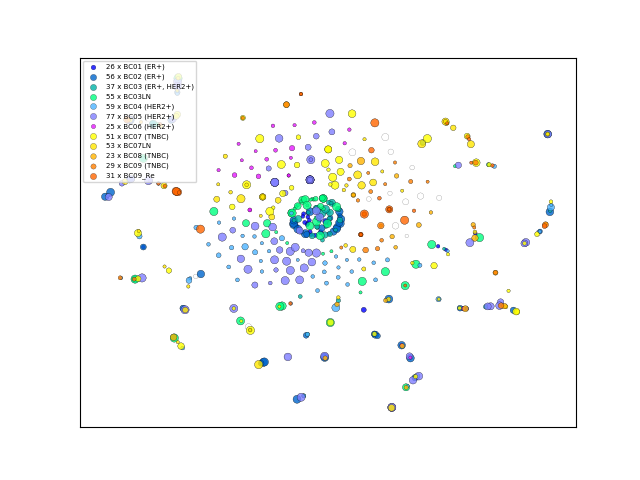 26 x BC01 (ER+)
56 x BC02 (ER+)
37 x BC03 (ER+, HER2+)
55 x BC03LN
59 x BC04 (HER2+)
77 x BC05 (HER2+)
25 x BC06 (HER2+)
51 x BC07 (TNBC)
53 x BC07LN
23 x BC08 (TNBC)
29 x BC09 (TNBC)
31 x BC09_Re